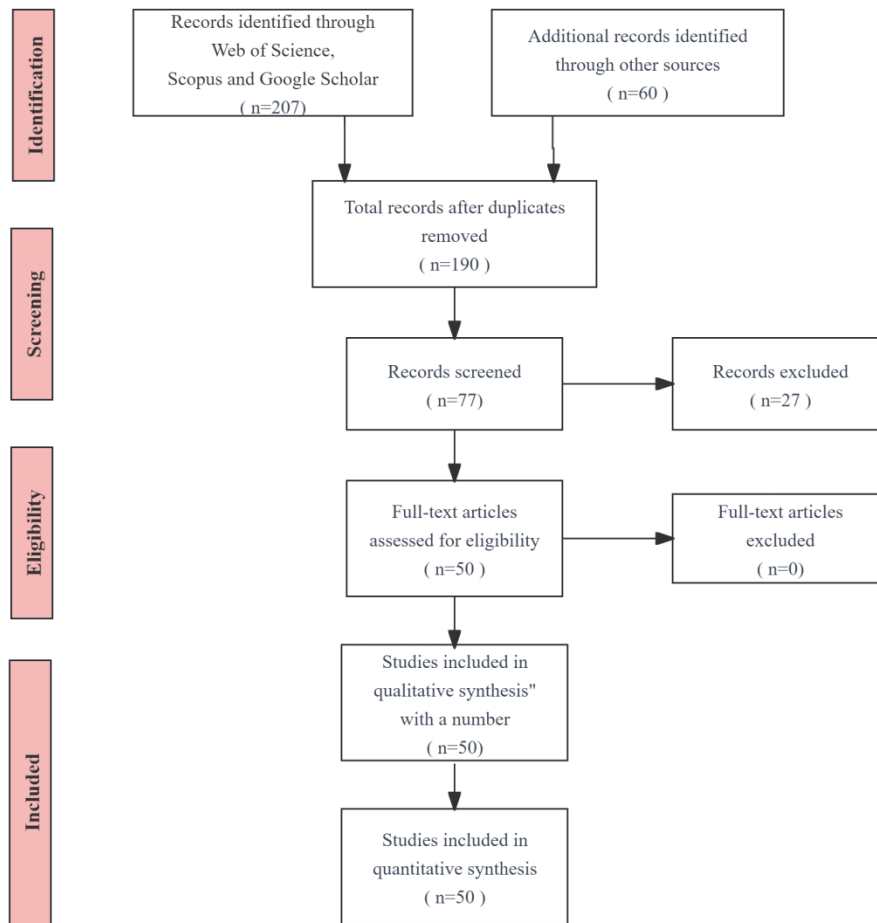 Identification
Records identified through
Web of Science,
Scopus and Google Scholar
( n=207)
Additional records identified
through other sources
( n=60 )
Total records after duplicates
removed
( n=190 )
Screening
Records screened
( n=77)
Records excluded
( n=27 )
Eligibility
Full-text articles
assessed for eligibility
( n=50 )
Full-text articles
excluded
( n=0)
Included
Studies included in
qualitative synthesis"
with a number
( n=50)
Studies included in
quantitative synthesis
( n=50 )